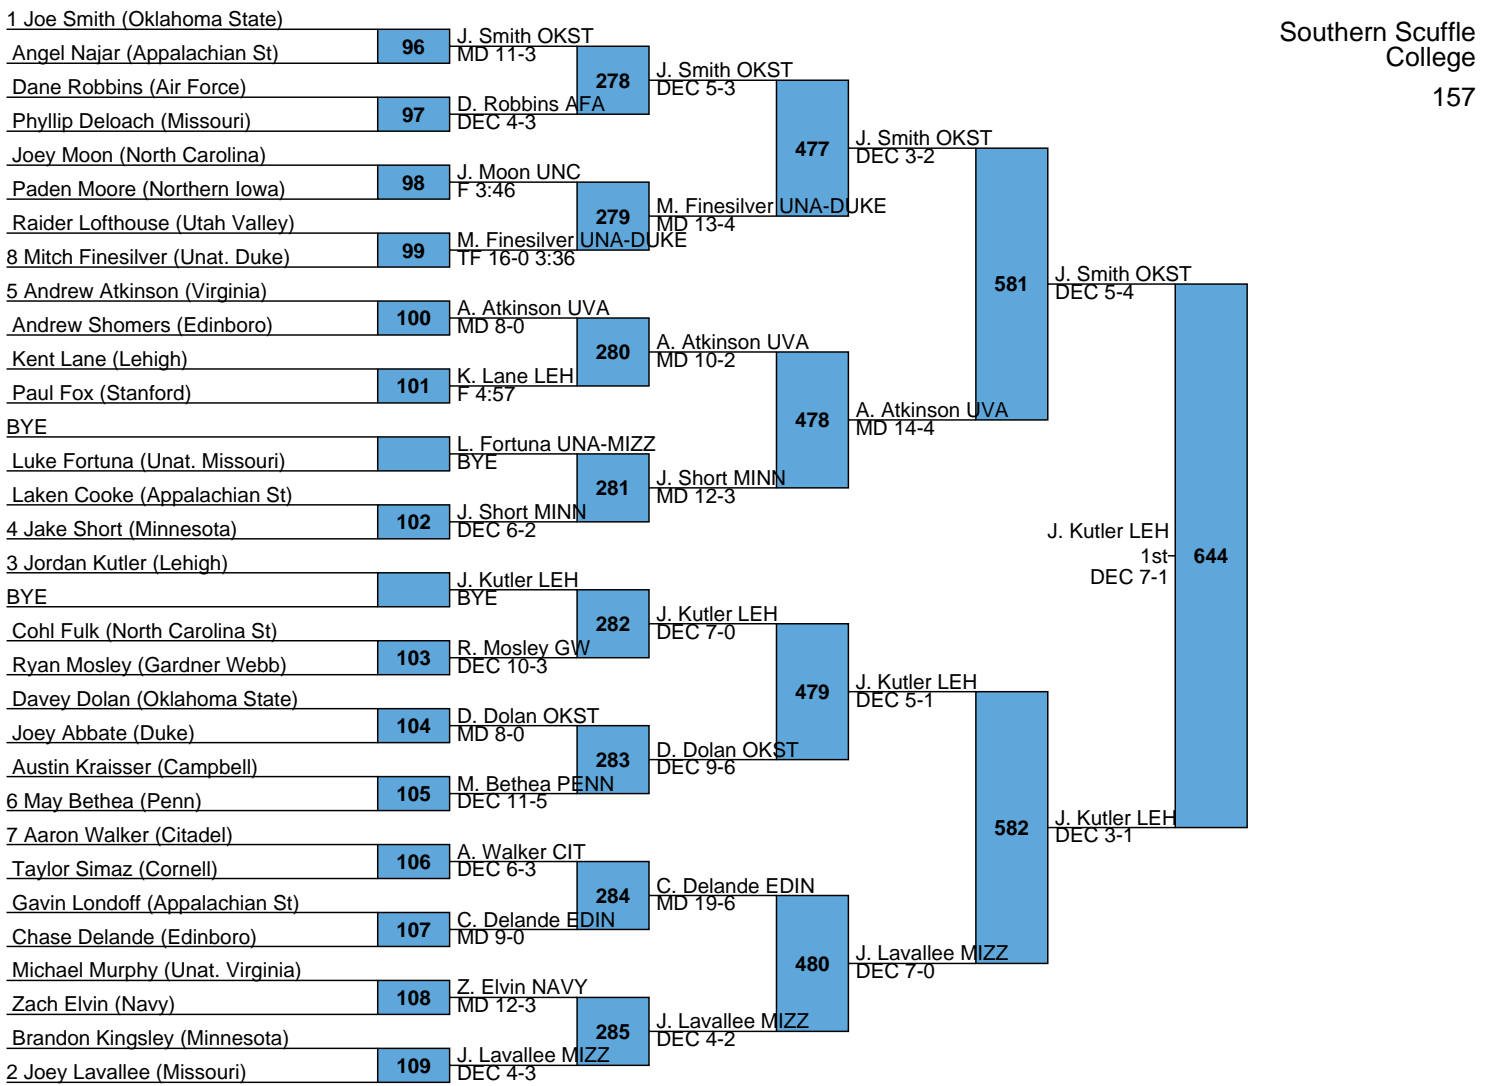 1 Joe Smith (Oklahoma State)
Angel Najar (Appalachian St)
Dane Robbins (Air Force)
Phyllip Deloach (Missouri)
Joey Moon (North Carolina)
Paden Moore (Northern Iowa)
Raider Lofthouse (Utah Valley)
8 Mitch Finesilver (Unat. Duke)
5 Andrew Atkinson (Virginia)
Andrew Shomers (Edinboro)
Kent Lane (Lehigh)
Paul Fox (Stanford)
BYE
Luke Fortuna (Unat. Missouri)
Laken Cooke (Appalachian St)
4 Jake Short (Minnesota)
3 Jordan Kutler (Lehigh)
BYE
Cohl Fulk (North Carolina St)
Ryan Mosley (Gardner Webb)
Davey Dolan (Oklahoma State)
Joey Abbate (Duke)
Austin Kraisser (Campbell)
6 May Bethea (Penn)
7 Aaron Walker (Citadel)
Taylor Simaz (Cornell)
Gavin Londoff (Appalachian St)
Chase Delande (Edinboro)
Michael Murphy (Unat. Virginia)
Zach Elvin (Navy)
Brandon Kingsley (Minnesota)
2 Joey Lavallee (Missouri)
96
97
98
99
100
101
102
103
104
105
106
107
108
109
J. Smith OKST
MD 11-3
D. Robbins AFA
DEC 4-3
J. Moon UNC
F 3:46
M. Finesilver UNA-DUKE
TF 16-0 3:36
A. Atkinson UVA
MD 8-0
K. Lane LEH
F 4:57
L. Fortuna UNA-MIZZ
BYE
J. Short MINN
DEC 6-2
J. Kutler LEH
BYE
R. Mosley GW
DEC 10-3
D. Dolan OKST
MD 8-0
M. Bethea PENN
DEC 11-5
A. Walker CIT
DEC 6-3
C. Delande EDIN
MD 9-0
Z. Elvin NAVY
MD 12-3
J. Lavallee MIZZ
DEC 4-3
278
279
280
281
282
283
284
285
J. Smith OKST
DEC 5-3
M. Finesilver UNA-DUKE
MD 13-4
A. Atkinson UVA
MD 10-2
J. Short MINN
MD 12-3
J. Kutler LEH
DEC 7-0
D. Dolan OKST
DEC 9-6
C. Delande EDIN
MD 19-6
J. Lavallee MIZZ
DEC 4-2
477
478
479
480
J. Smith OKST
DEC 3-2
A. Atkinson UVA
MD 14-4
J. Kutler LEH
DEC 5-1
J. Lavallee MIZZ
DEC 7-0
581
582
J. Smith OKST
DEC 5-4
J. Kutler LEH
DEC 3-1
J. Kutler LEH
1st
DEC 7-1
644
Southern Scuffle
College
157